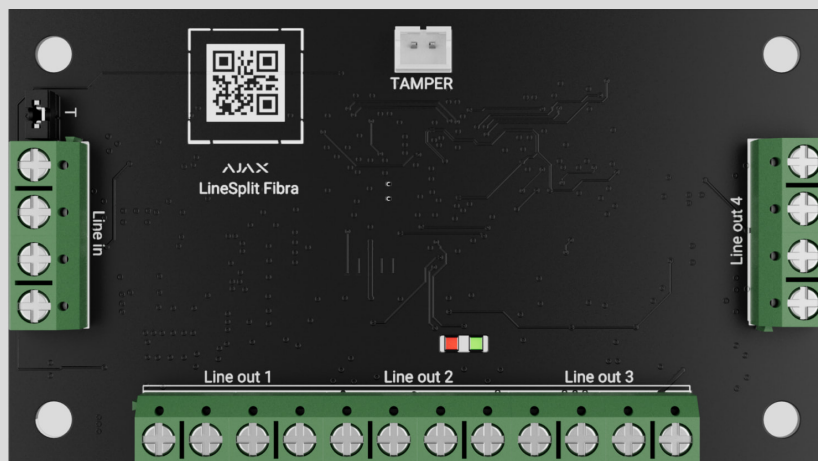 TAMPER
T
AJAX
LineSplit Fibra
Line in
Line out 4
Line out 1
Line out 2
Line out 3